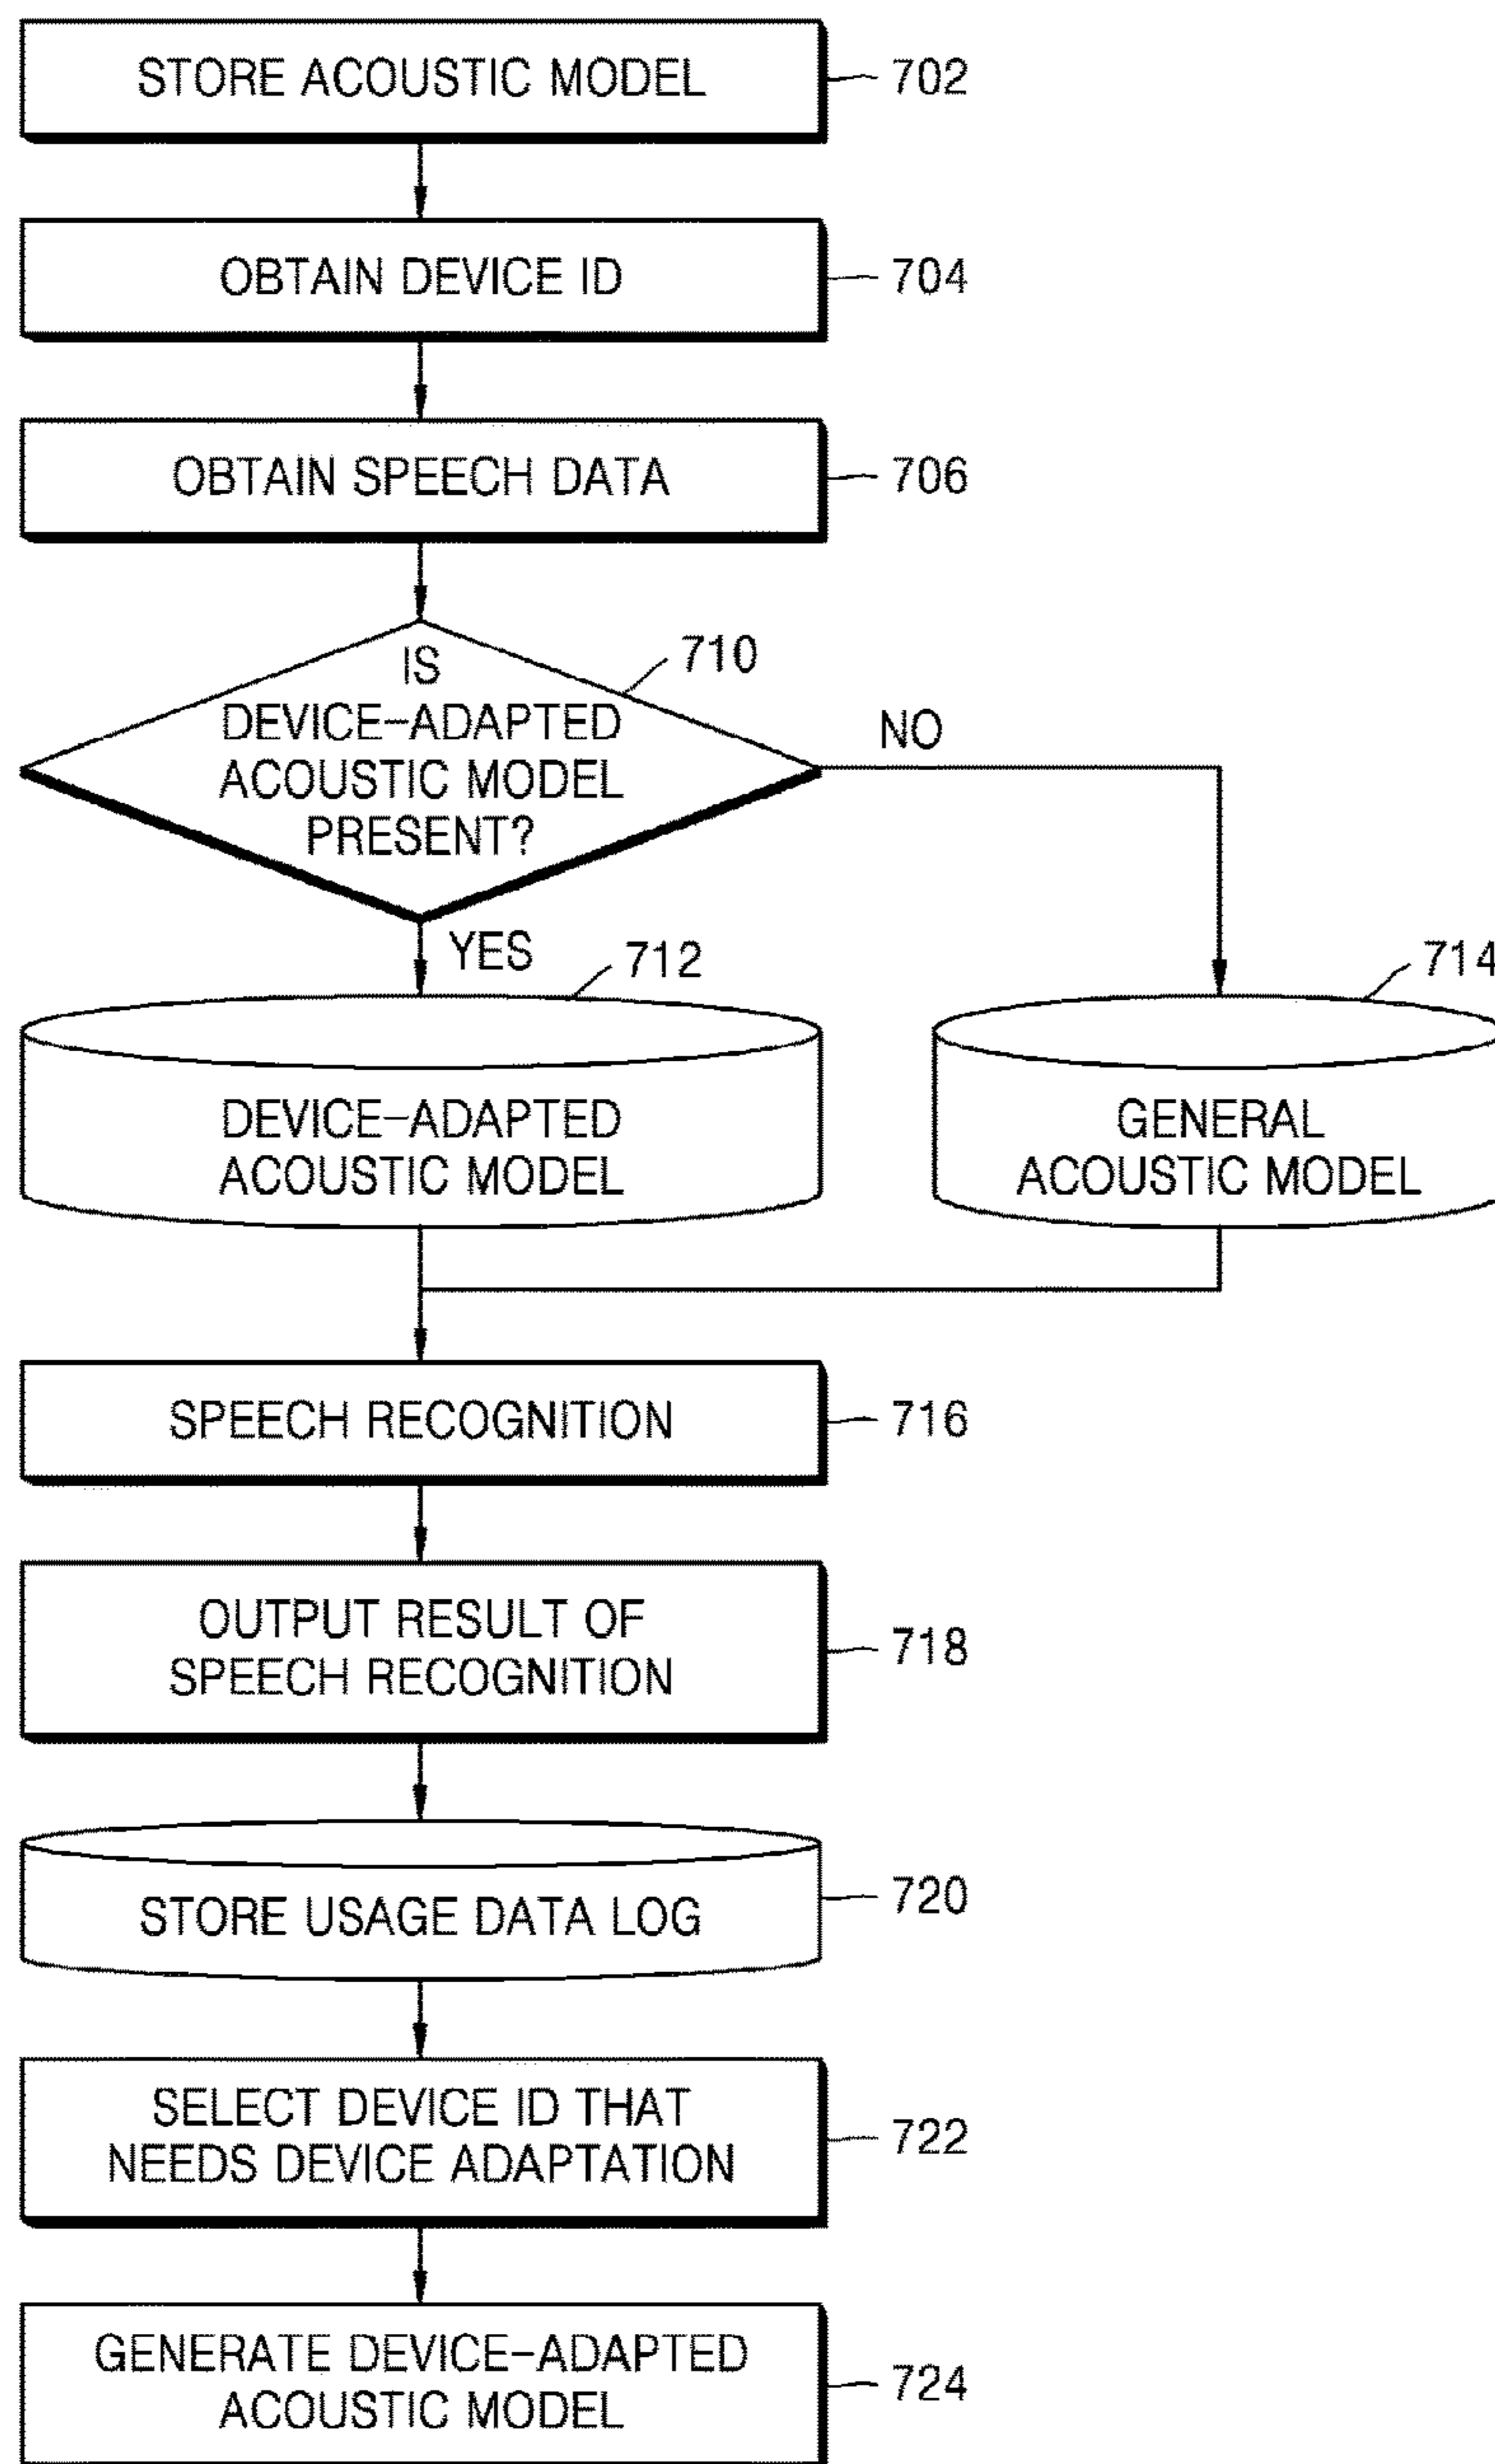 STORE ACOUSTIC MODEL
702
OBTAIN DEVICE ID
704
OBTAIN SPEECH DATA
706
IS
DEVICE-ADAPTED
ACOUSTIC MODEL
PRESENT?
710
NO
YES
712
714
DEVICE-ADAPTED
ACOUSTIC MODEL
GENERAL
ACOUSTIC MODEL
SPEECH RECOGNITION
716
OUTPUT RESULT OF
SPEECH RECOGNITION
718
STORE USAGE DATA LOG
720
SELECT DEVICE ID THAT
NEEDS DEVICE ADAPTATION
722
GENERATE DEVICE-ADAPTED
ACOUSTIC MODEL
724